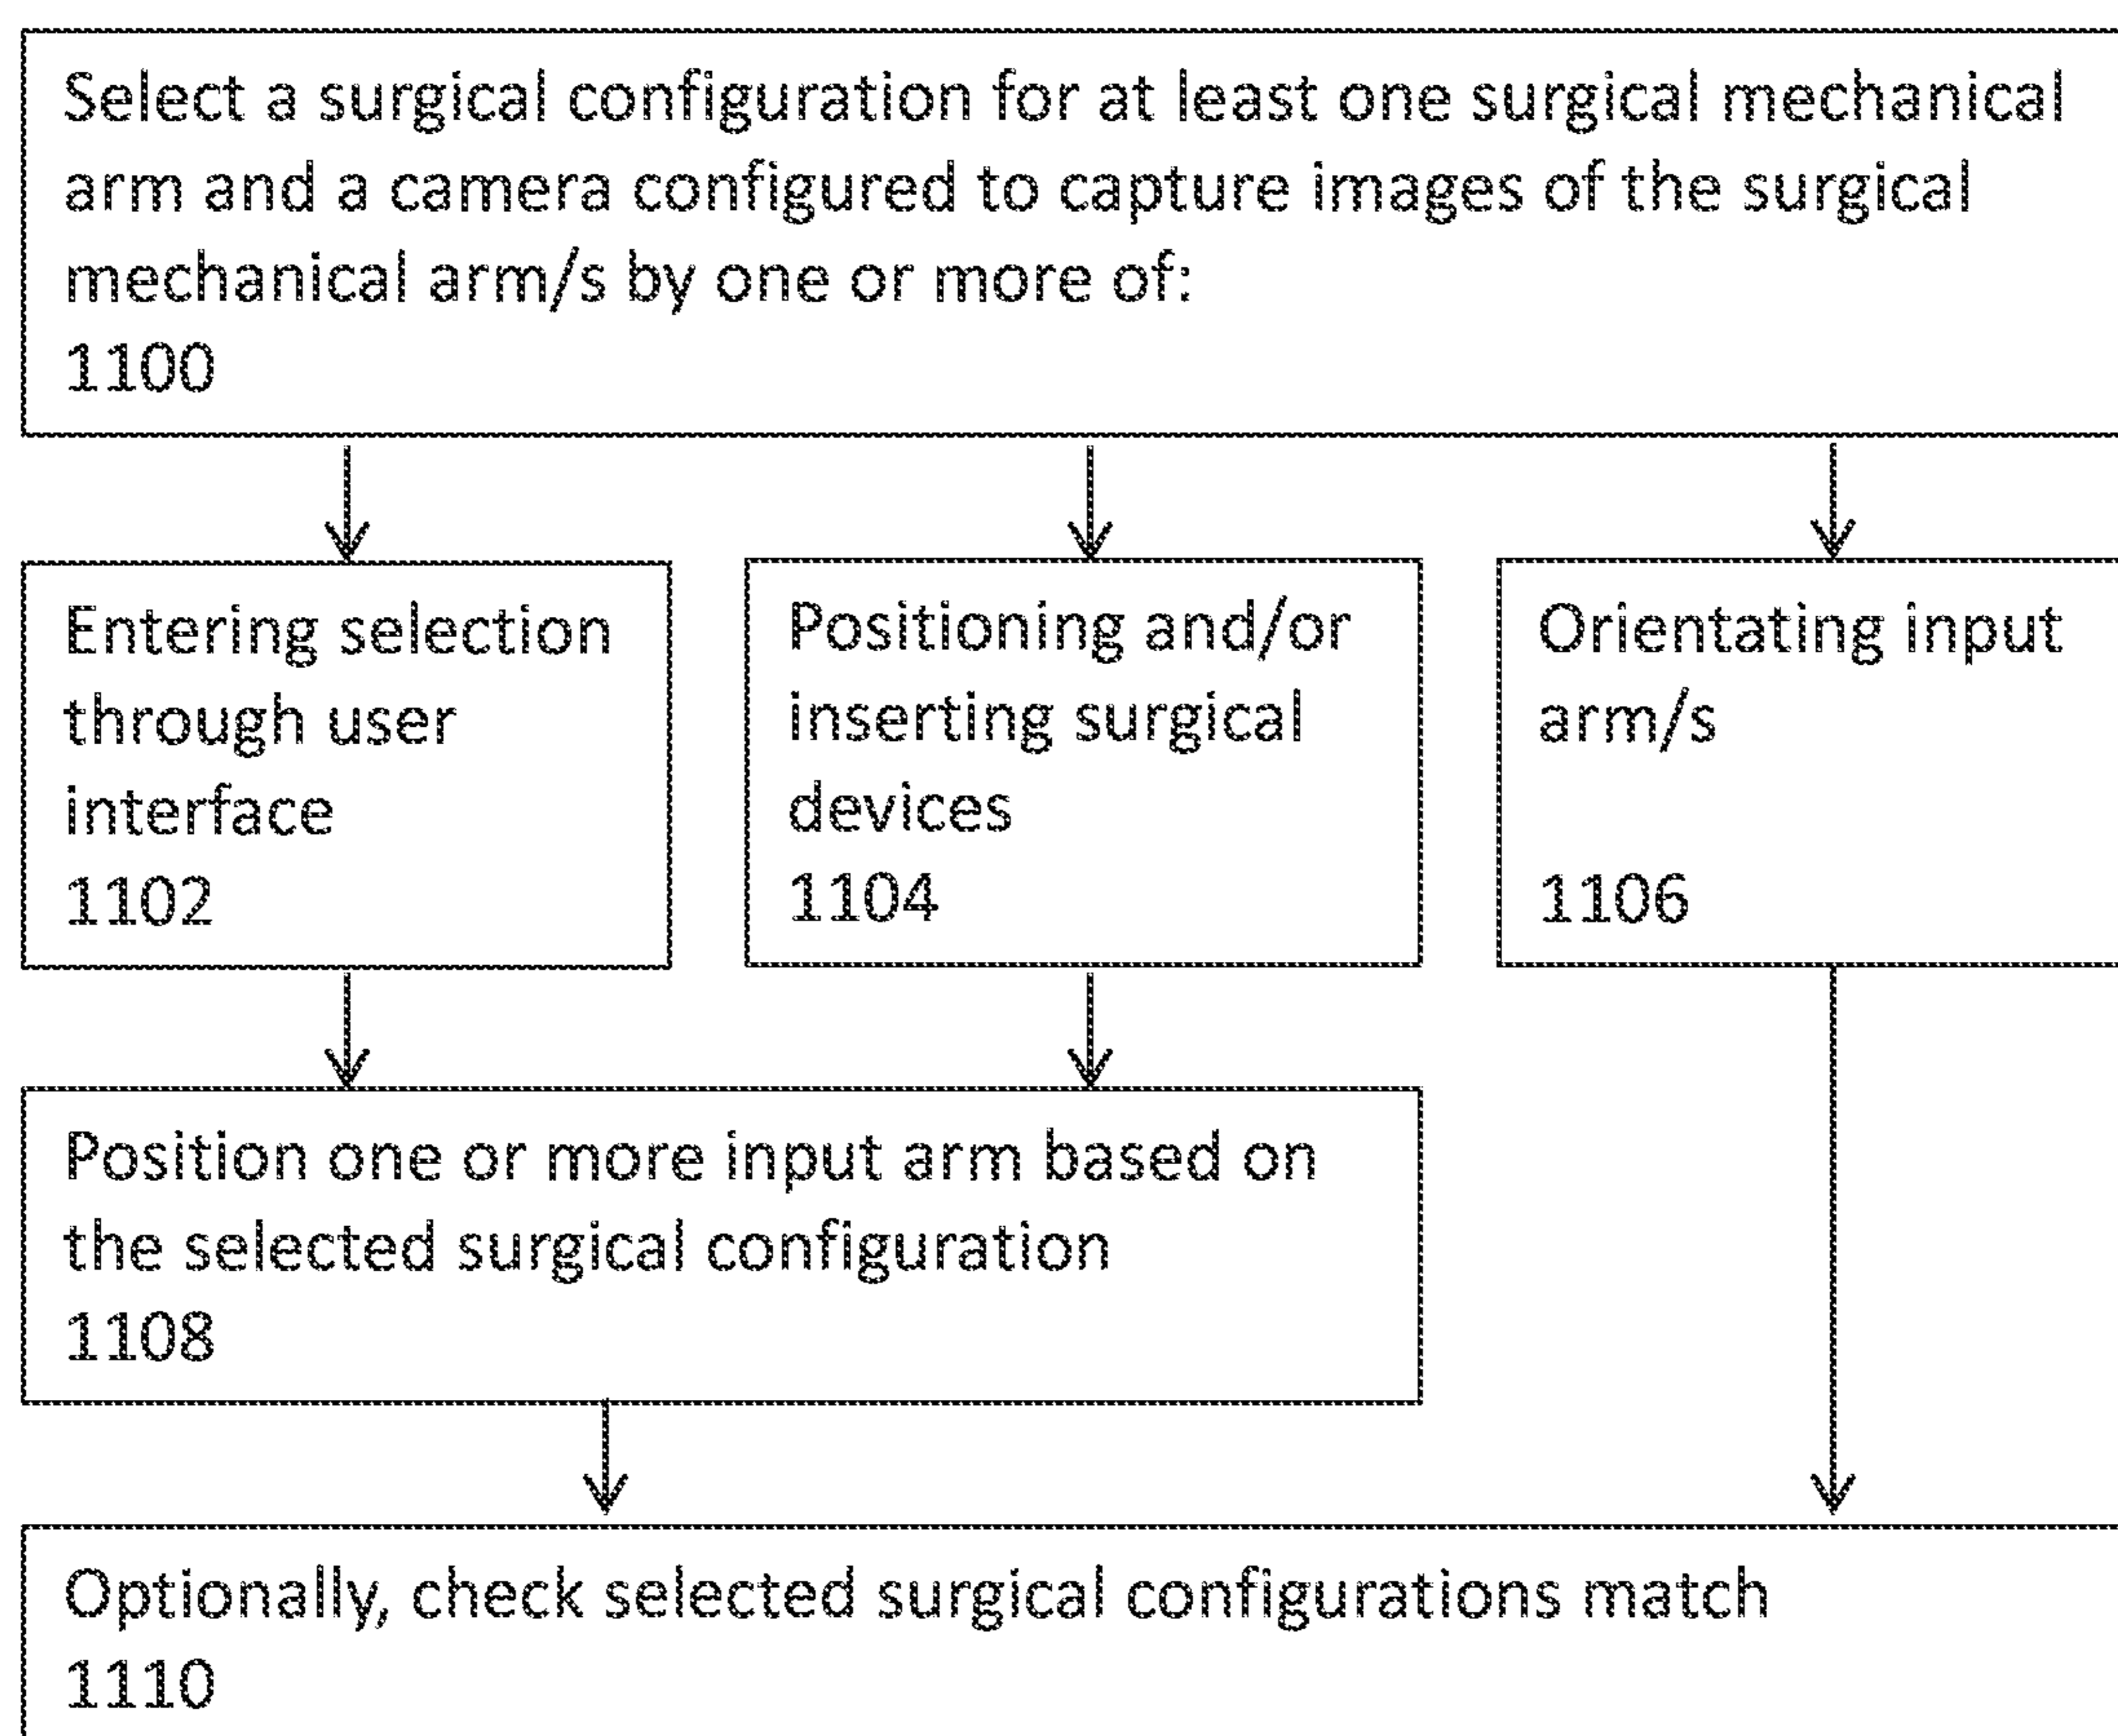 Select a surgical configuration for at least one surgical mechanical
arm and a camera configured to capture images of the surgical
mechanical arm/s by one or more of:
1100
Entering selection
through user
interface
1102
Positioning and/or
inserting surgical
devices
1104
Orientating input
arm/s
1106
Position one or more input arm based on
the selected surgical configuration
1108
Optionally, check selected surgical configurations match
1110